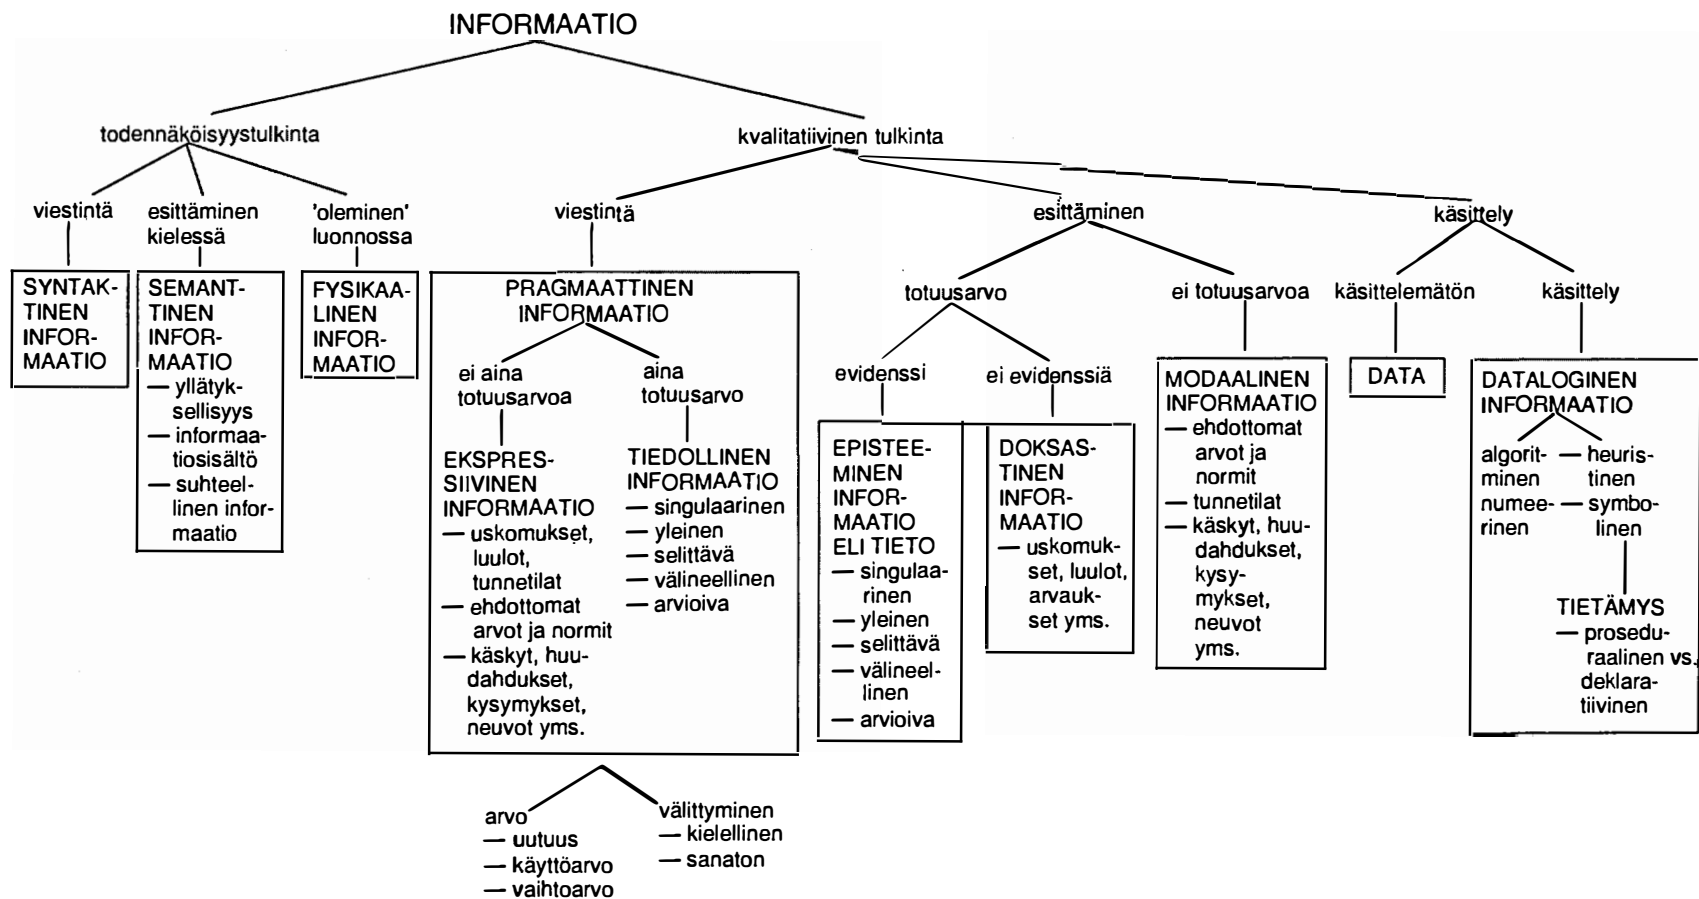 INFORMAATIO
todennäköisyystulkinta
kvalitatiivinen tulkinta
viestintä
esittäminen
kielessä
'oleminen'
luonnossa
viestintä
esittäminen
käsittely
SYNTAK-
TINEN
INFOR-
MAATIO
SEMANT-
TINEN
INFOR-
MAATIO
— yllätyk-
sellisyys
— informaa-
tiosisältö
— suhteel-
linen infor-
maatio
FYSIKAA-
LINEN
INFOR-
MAATIO
PRAGMAATTINEN
INFORMAATIO
ei aina
totuusarvoa
aina
totuusarvo
EKSPRES-
SIIVINEN
INFORMAATIO
— uskomukset,
luulot,
tunnetilat
— ehdottomat
arvot ja normit
— käskyt, huu-
dahdukset,
kysymykset,
neuvot yms.
TIEDOLLINEN
INFORMAATIO
— singulaarinen
— yleinen
— selittävä
— välineellinen
— arvioiva
arvo
— uutuus
— käyttöarvo
— vaihtoarvo
välittyminen
— kielellinen
— sanaton
totuusarvo
ei totuusarvoa
evidenssi
ei evidenssiä
EPISTEE-
MINEN
INFOR-
MAATIO
ELI TIETO
— singulaa-
rinen
— yleinen
— selittävä
— välineel-
linen
— arvioiva
DOKSAS-
TINEN
INFOR-
MAATIO
— uskomuk-
set, luulot,
arvauk-
set yms.
MODAALINEN
INFORMAATIO
— ehdottomat
arvot ja
normit
— tunnetilat
— käskyt, huu-
dahdukset,
kysy-
mykset,
neuvot
yms.
käsittelemätön
käsittely
DATA
DATALOGINEN
INFORMAATIO
algorit-
minen
numee-
rinen
— heuris-
tinen
— symbo-
linen
TIETÄMYS
— prosedu-
raalinen vs.
deklara-
tiivinen